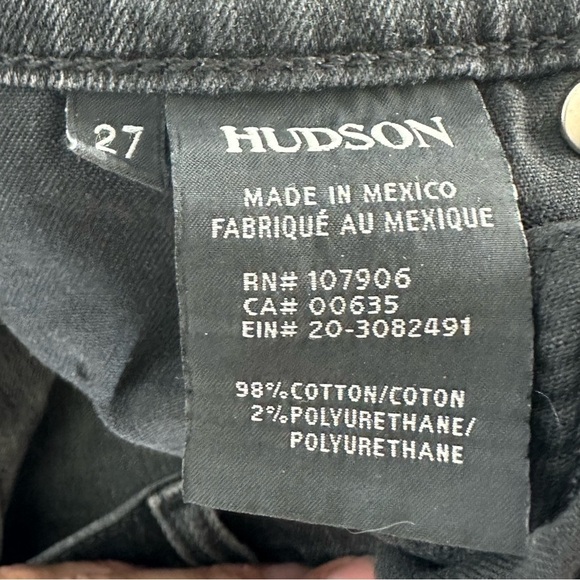 27
HUDSON
MADE IN MEXICO
FABRIQUÉ AU MEXIQUE
RN# 107906
CA# 00635
EIN# 20-3082491
98%COTTON/COTON
2%POLYURETHANE/
POLYURETHANE